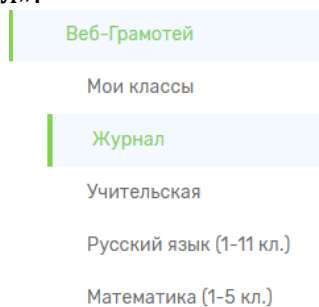 Веб-Грамотей
Мои классы
Журнал
Учительская
Русский язык (1-11 кл.)
Математика (1-5 кл.)